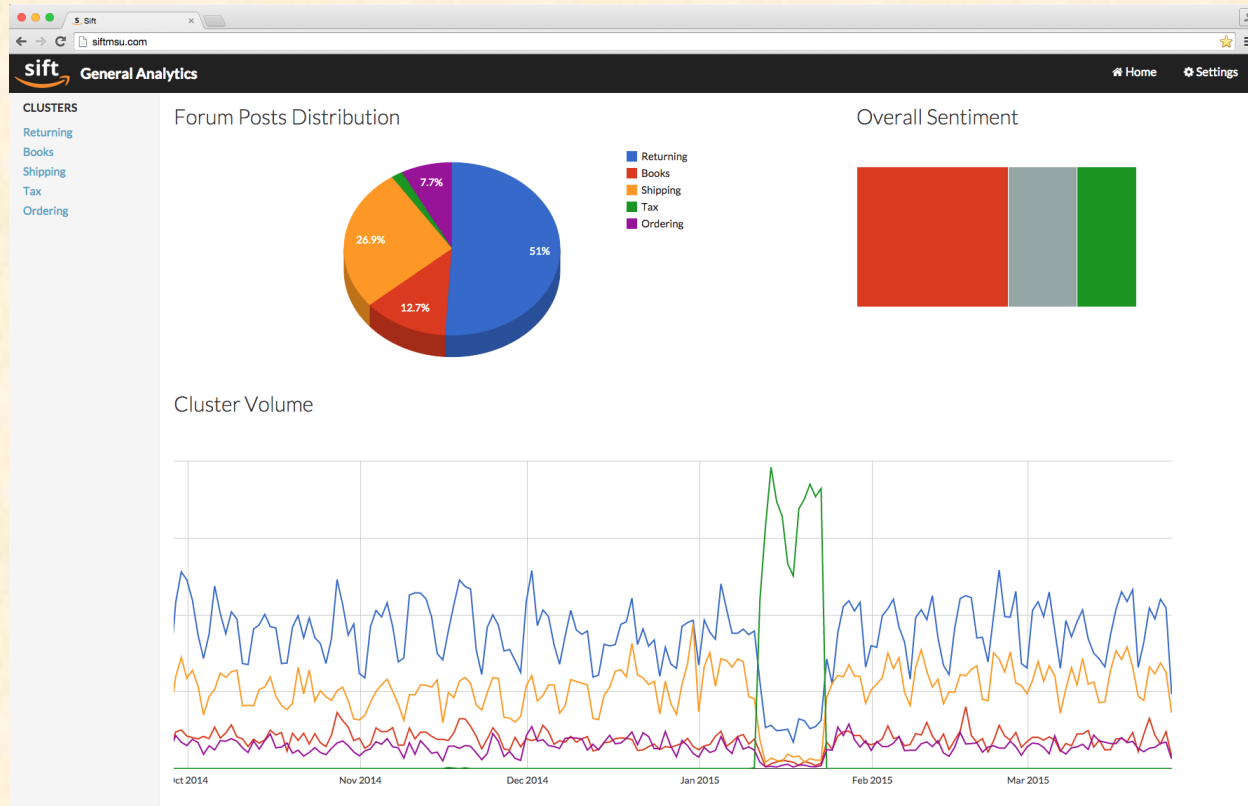 S Sift
siftmsu.com
sift General Analytics
Home Settings
CLUSTERS
Returning
Books
Shipping
Tax
Ordering
Forum Posts Distribution
7.7%
26.9%
51%
12.7%
Returning
Books
Shipping
Tax
Ordering
Overall Sentiment
Cluster Volume
ct 2014 Nov 2014 Dec 2014 Jan 2015 Feb 2015 Mar 2015